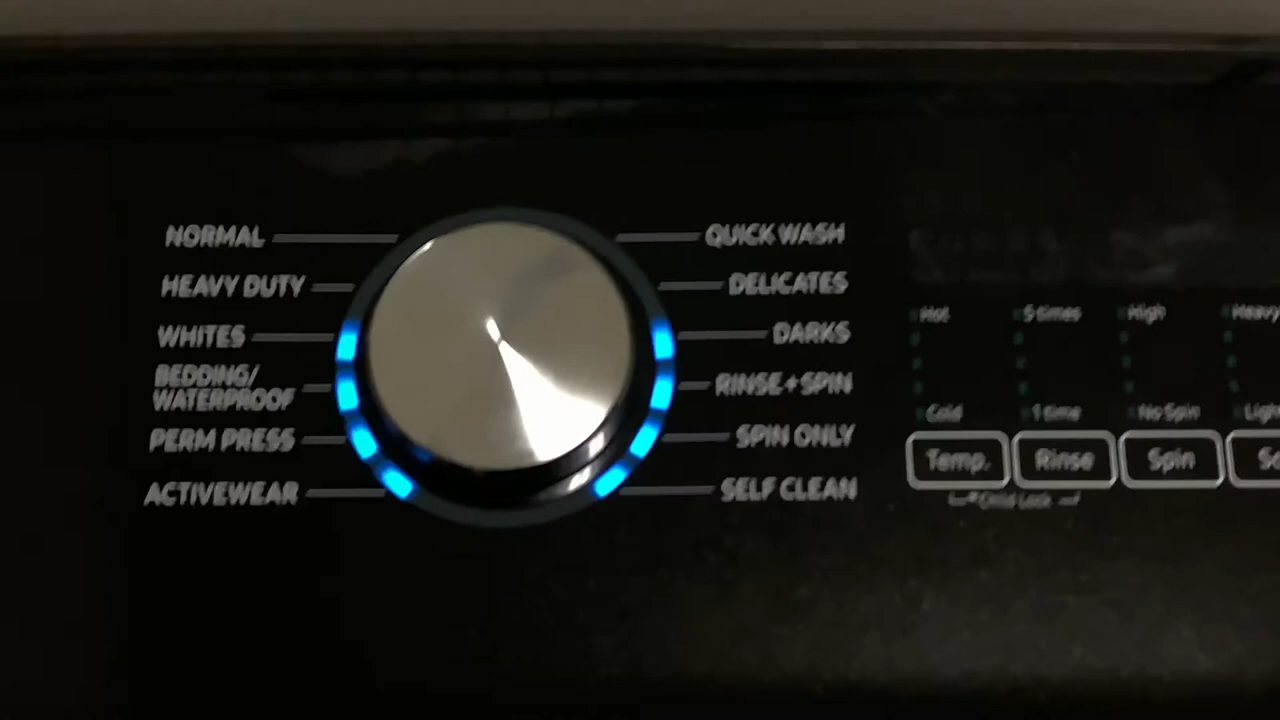 NORMAL
HEAVY DUTY
WHITES
BEDDING/
WATERPROOF
PERM PRESS
ACTIVEWEAR
QUICK WASH
DELICATES
DARKS
RINSE+SPIN
SPIN ONLY
SELF CLEAN
Hot
5 times
High
Heavy
Cold
1 time
No Spin
Temp.
Rinse
Spin
Child Lock